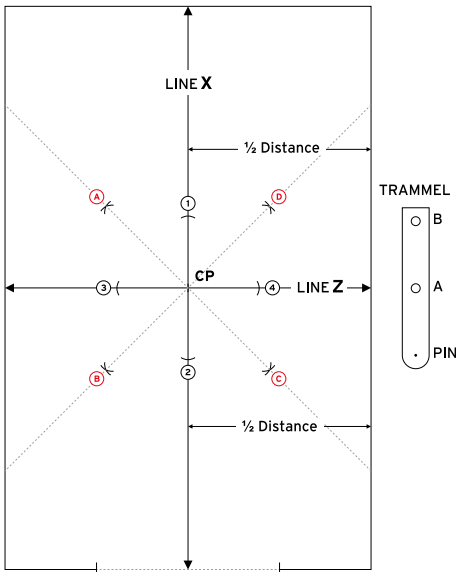 LINE X
½ Distance
TRAMMEL
A
D
1
B
CP
3
4
LINE Z
A
2
PIN
B
C
½ Distance